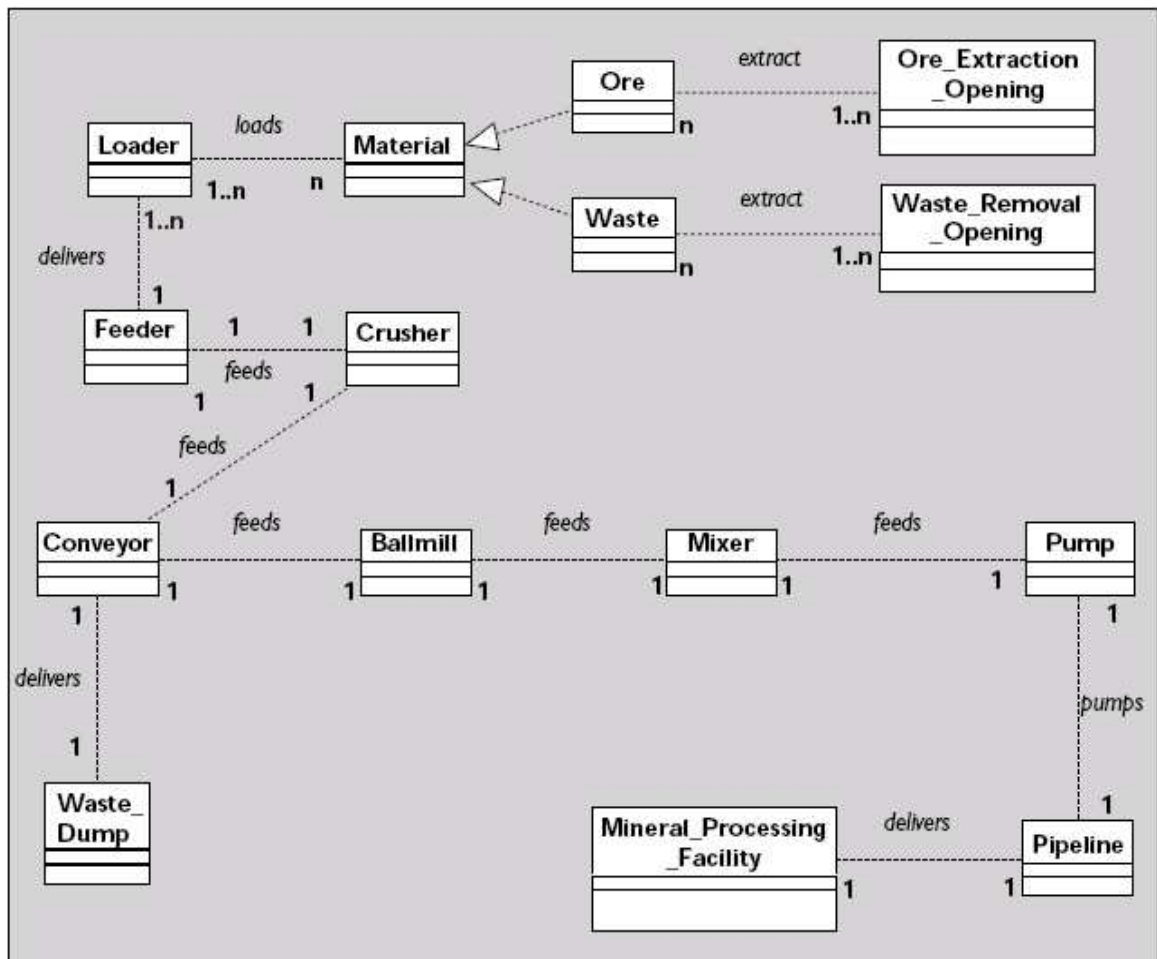 extract
Ore
Ore_Extraction
_Opening
n
1..n
loads
Loader
Material
1..n
n
extract
Waste
Waste_Removal
_Opening
n
1..n
1..n
delivers
1
Feeder
1
1
Crusher
feeds
1
1
feeds
1
Conveyor
feeds
Ballmill
feeds
Mixer
feeds
Pump
1
1
1
1
1
1
1
1
delivers
pumps
1
1
Waste_
Dump
Mineral_Processing
_Facility
delivers
Pipeline
1
1